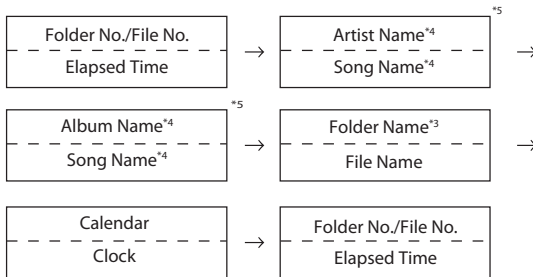 Folder No./File No.
Elapsed Time
→
Artist Name*4
Song Name*4
*5
→
Album Name*4
Song Name*4
*5
→
Folder Name*3
File Name
→
Calendar
Clock
→
Folder No./File No.
Elapsed Time